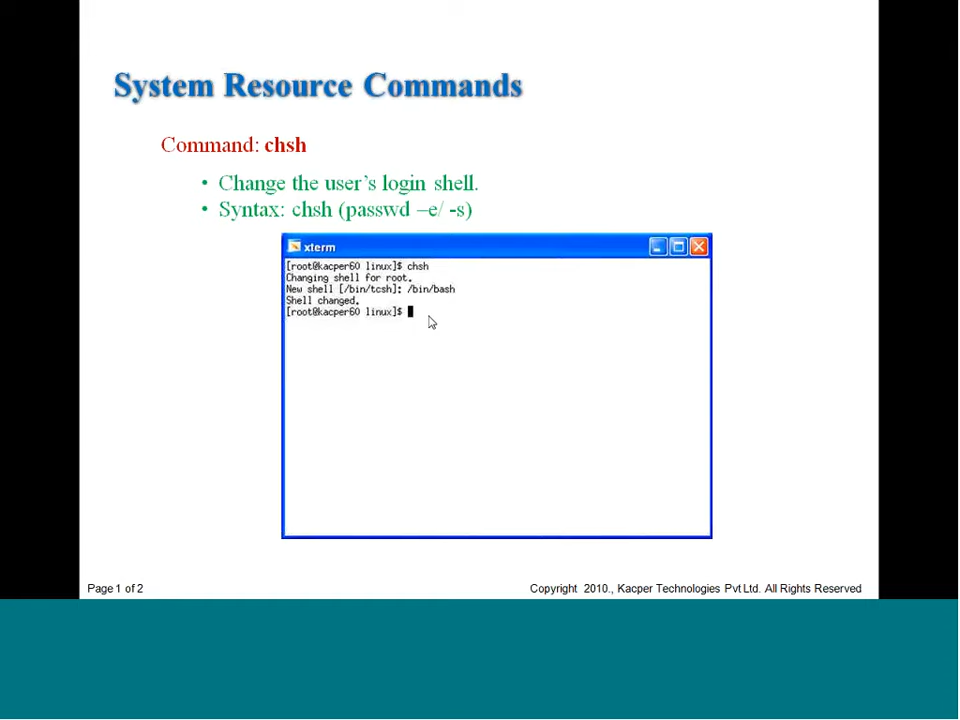 System Resource Commands
Command: chsh
• Change the user’s login shell.
• Syntax: chsh (passwd –e/ -s)
xterm
[root@kacper60 linux]$ chsh
Changing shell for root.
New shell [/bin/tcsh]: /bin/bash
Shell changed.
[root@kacper60 linux]$
Page 1 of 2
Copyright 2010., Kacper Technologies Pvt Ltd. All Rights Reserved